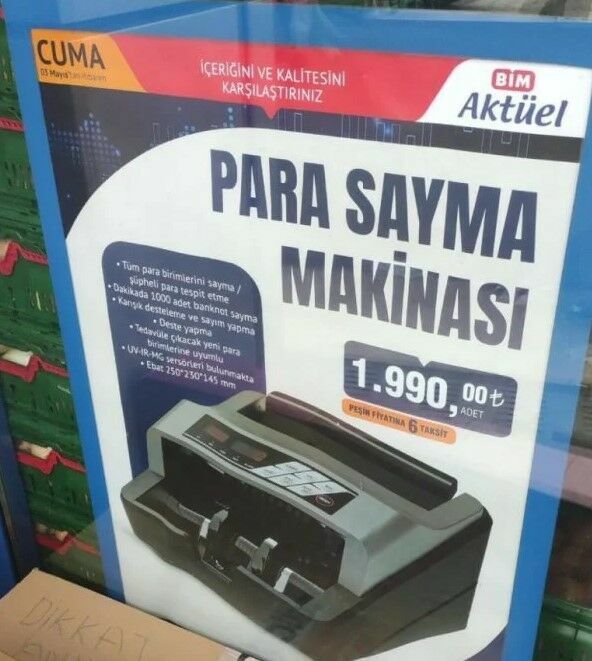 CUMA
03 Mayıs'tan itibaren
İÇERİĞİNİ VE KALİTESİNİ
KARŞILAŞTIRINIZ
BİM
Aktüel
PARA SAYMA
MAKİNASI
• Tüm para birimlerini sayma /
şüpheli para tespit etme
• Dakikada 1000 adet banknot sayma
• Karışık desteleme ve sayım yapma
• Deste yapma
• Tedavüle çıkacak yeni para
birimlerine uyumlu
• UV-IR-MG sersörleri bulunmakta
• Ebat 250*230*145 mm
1.990,00₺
ADET
PEŞİN FİYATINA 6 TAKSİT
DİKKAT